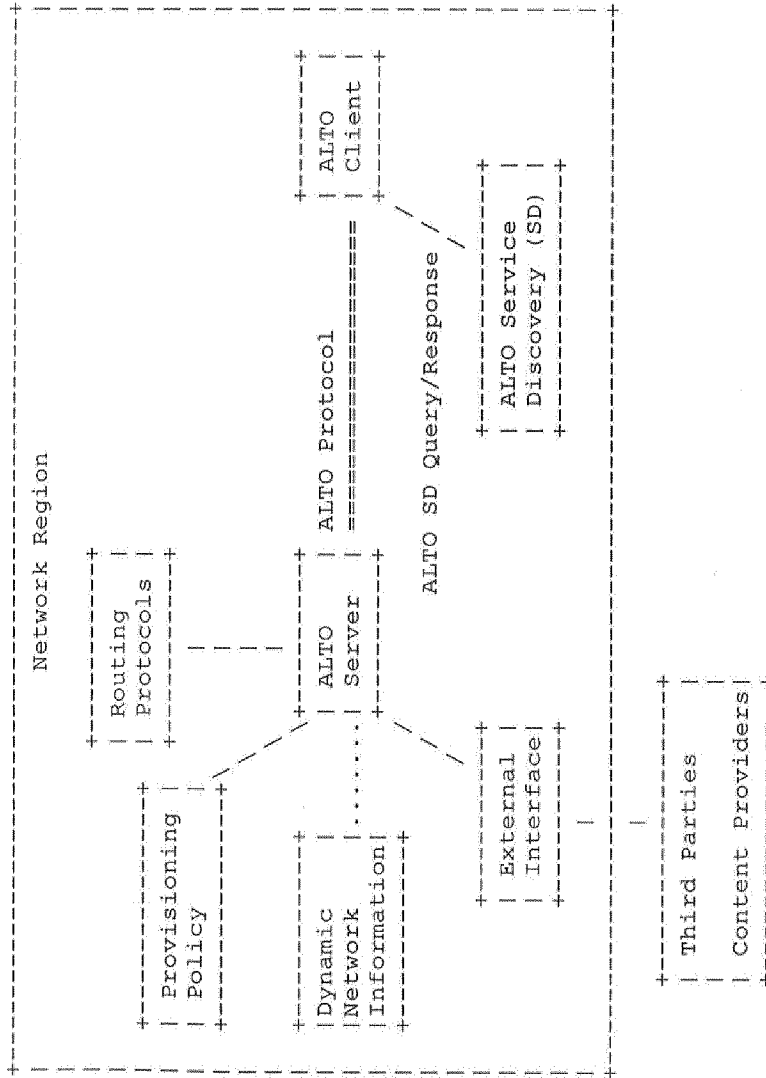 Network Region
Routing
Protocols
Provisioning
Policy
Dynamic
Network
Information
ALTO
Server
ALTO Protocol
====================
ALTO
Client
ALTO SD Query/Response
External
Interface
ALTO Service
Discovery (SD)
Third Parties
Content Providers